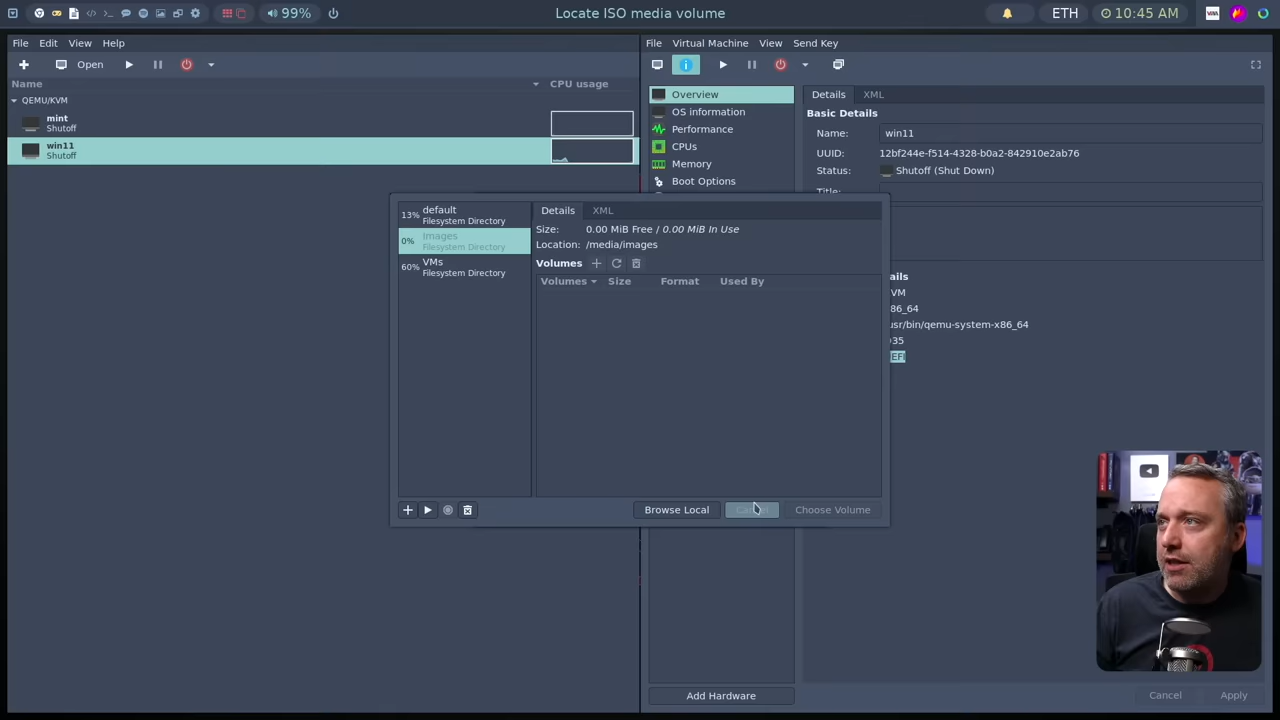 99%
Locate ISO media volume
ETH
10:45 AM
File Edit View Help
Open
Name CPU usage
QEMU/KVM
mint
Shutoff
win11
Shutoff
File Virtual Machine View Send Key
Overview
OS information
Performance
CPUs
Memory
Boot Options
Details XML
Basic Details
Name: win11
UUID: 12bf244e-f514-4328-b0a2-842910e2ab76
Status: Shutoff (Shut Down)
Title:
ails
VM
86_64
usr/bin/qemu-system-x86_64
Q35
EFI
13% default
Filesystem Directory
0% Images
Filesystem Directory
60% VMs
Filesystem Directory
Details XML
Size: 0.00 MiB Free / 0.00 MiB In Use
Location: /media/images
Volumes
Volumes Size Format Used By
Browse Local Cancel Choose Volume
Add Hardware
Cancel Apply